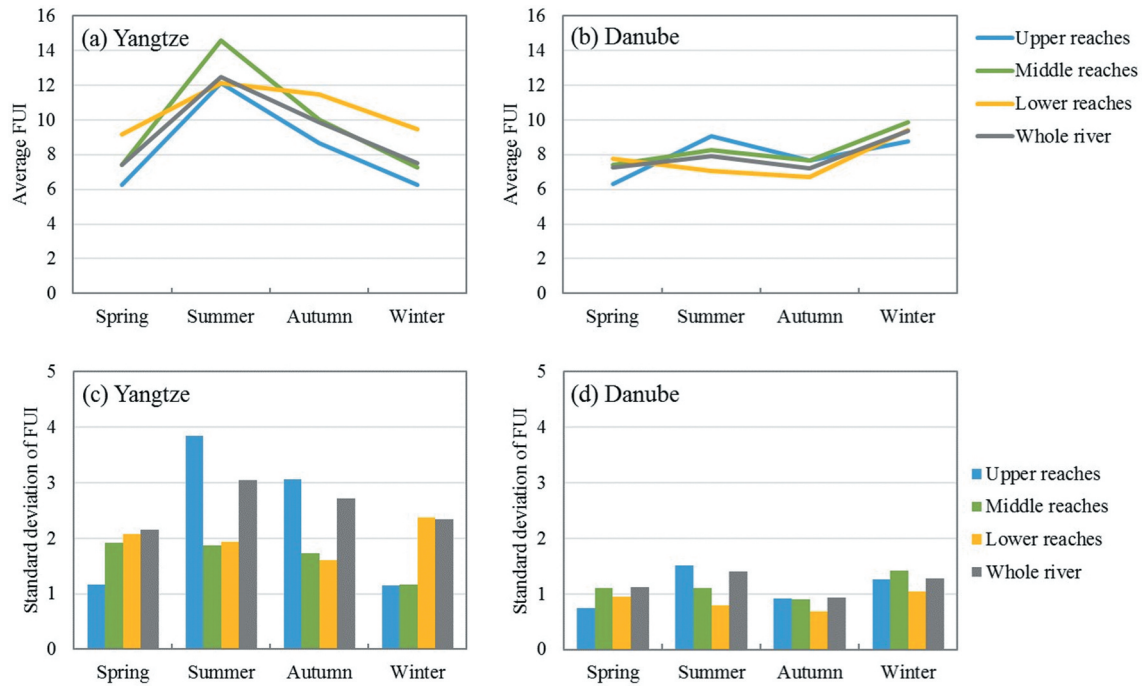 (a) Yangtze
Average FUI
16
14
12
10
8
6
4
2
0
Spring Summer Autumn Winter
(b) Danube
Average FUI
16
14
12
10
8
6
4
2
0
Spring Summer Autumn Winter
Upper reaches
Middle reaches
Lower reaches
Whole river
(c) Yangtze
Standard deviation of FUI
5
4
3
2
1
0
Spring Summer Autumn Winter
(d) Danube
Standard deviation of FUI
5
4
3
2
1
0
Spring Summer Autumn Winter
Upper reaches
Middle reaches
Lower reaches
Whole river